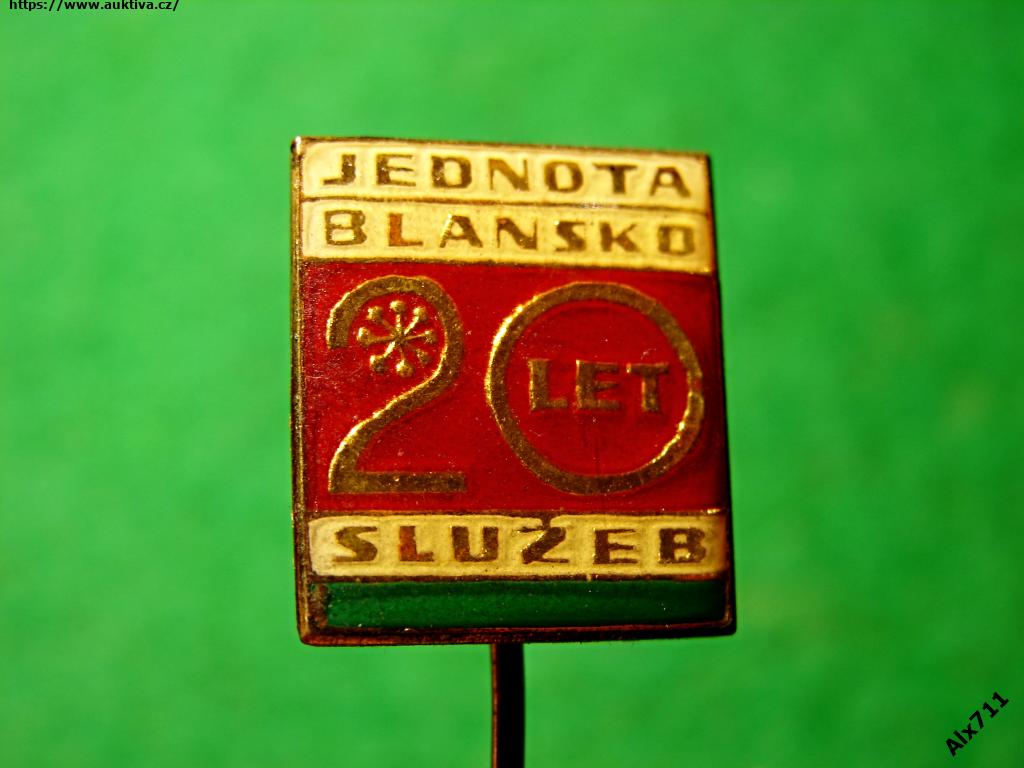 https://www.auktiva.cz/
JEDNOTA
BLANSKO
20
LET
SLUŽEB
Alx711